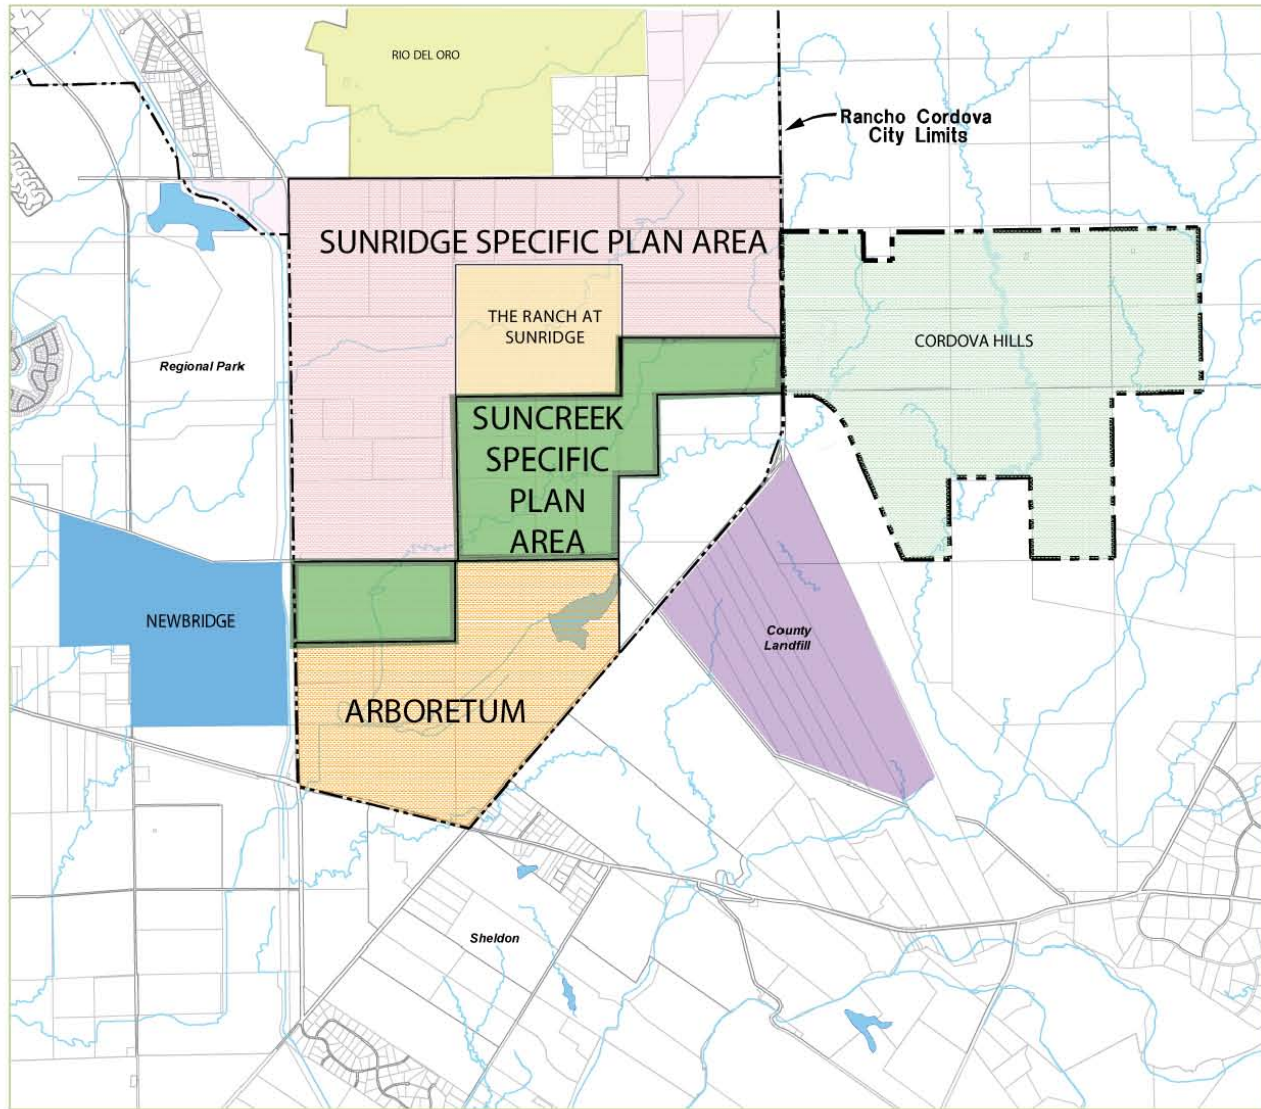 RIO DEL ORO
Rancho Cordova
City Limits
SUNRIDGE SPECIFIC PLAN AREA
THE RANCH AT
SUNRIDGE
CORDOVA HILLS
Regional Park
SUNCREEK
SPECIFIC
PLAN
AREA
NEWBRIDGE
County
Landfill
ARBORETUM
Sheldon